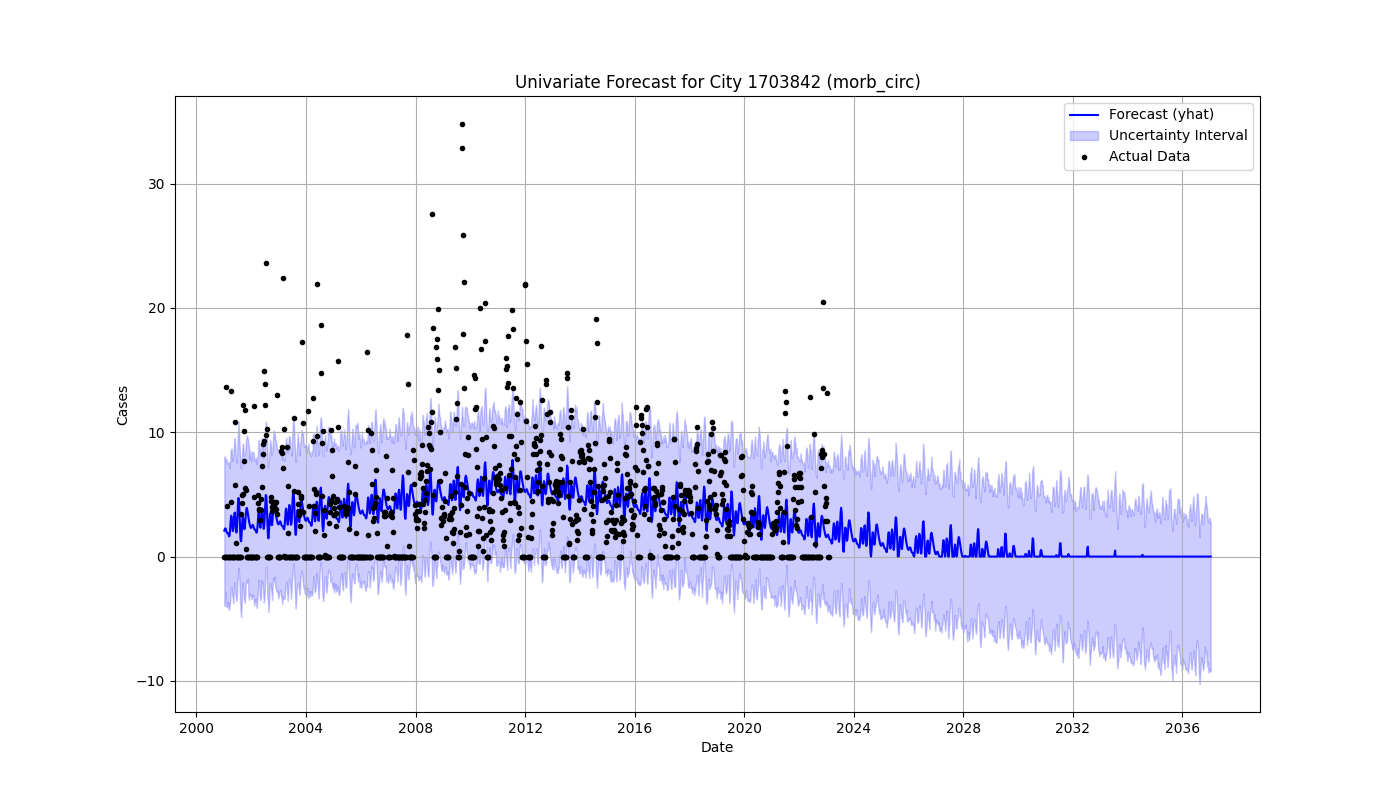 Univariate Forecast for City 1703842 (morb_circ)
Forecast (yhat)
Uncertainty Interval
Actual Data
Cases
30
20
10
0
−10
2000 2004 2008 2012 2016 2020 2024 2028 2032 2036
Date